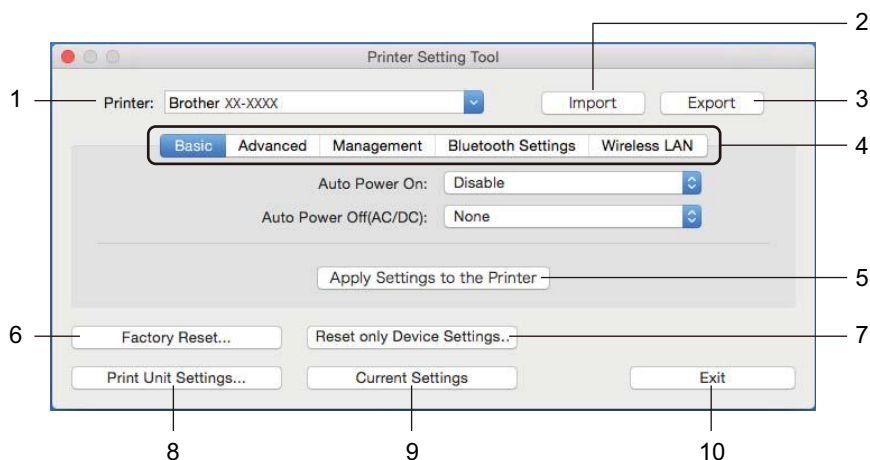 2
Printer Setting Tool
1 Printer: Brother XX-XXXX Import Export 3
Basic Advanced Management Bluetooth Settings Wireless LAN 4
Auto Power On: Disable
Auto Power Off(AC/DC): None
Apply Settings to the Printer 5
6 Factory Reset... Reset only Device Settings.. 7
Print Unit Settings... Current Settings Exit
8 9 10